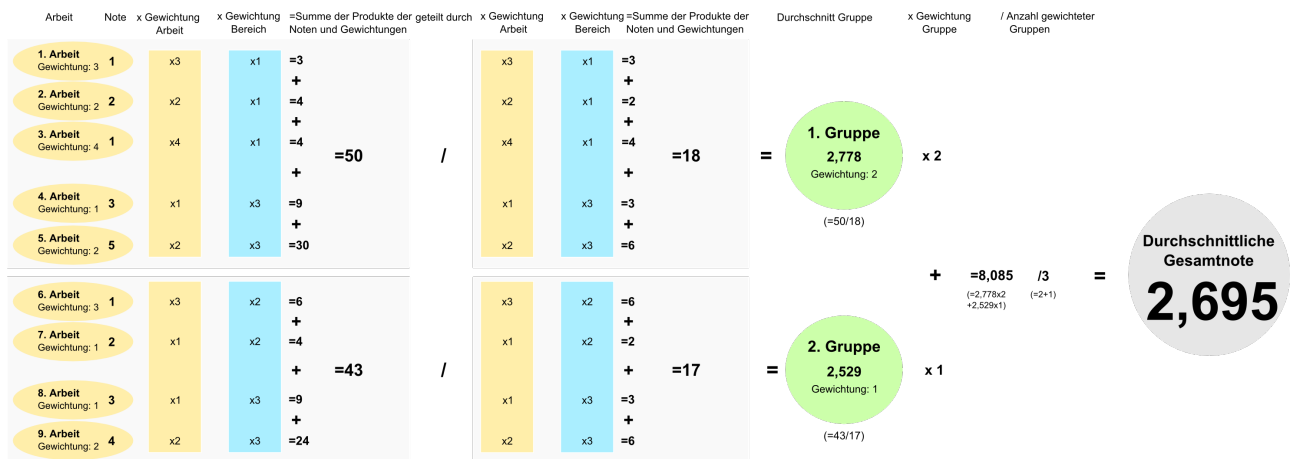 Arbeit Note x Gewichtung Arbeit x Gewichtung Bereich =Summe der Produkte der Noten und Gewichtungen geteilt durch x Gewichtung Arbeit x Gewichtung Bereich =Summe der Produkte der Noten und Gewichtungen Durchschnitt Gruppe x Gewichtung Gruppe / Anzahl gewichteter Gruppen
1. Arbeit
Gewichtung: 3 1 x3 x1 =3 x3 x1 =3
+ +
2. Arbeit
Gewichtung: 2 2 x2 x1 =4 x2 x1 =2
+ +
3. Arbeit
Gewichtung: 4 1 x4 x1 =4 x4 x1 =4
=50 / =18 =
1. Gruppe
2,778
Gewichtung: 2
(=50/18)
x 2
+ +
4. Arbeit
Gewichtung: 1 3 x1 x3 =9 x1 x3 =3
+ +
5. Arbeit
Gewichtung: 2 5 x2 x3 =30 x2 x3 =6
+ =8,085 /3 =
(=2,778x2
+2,529x1)
(=2+1)
Durchschnittliche
Gesamtnote
2,695
6. Arbeit
Gewichtung: 3 1 x3 x2 =6 x3 x2 =6
+ +
7. Arbeit
Gewichtung: 1 2 x1 x2 =4 x1 x2 =2
+ =43 / + =17 =
2. Gruppe
2,529
Gewichtung: 1
(=43/17)
x 1
8. Arbeit
Gewichtung: 1 3 x1 x3 =9 x1 x3 =3
+ +
9. Arbeit
Gewichtung: 2 4 x2 x3 =24 x2 x3 =6